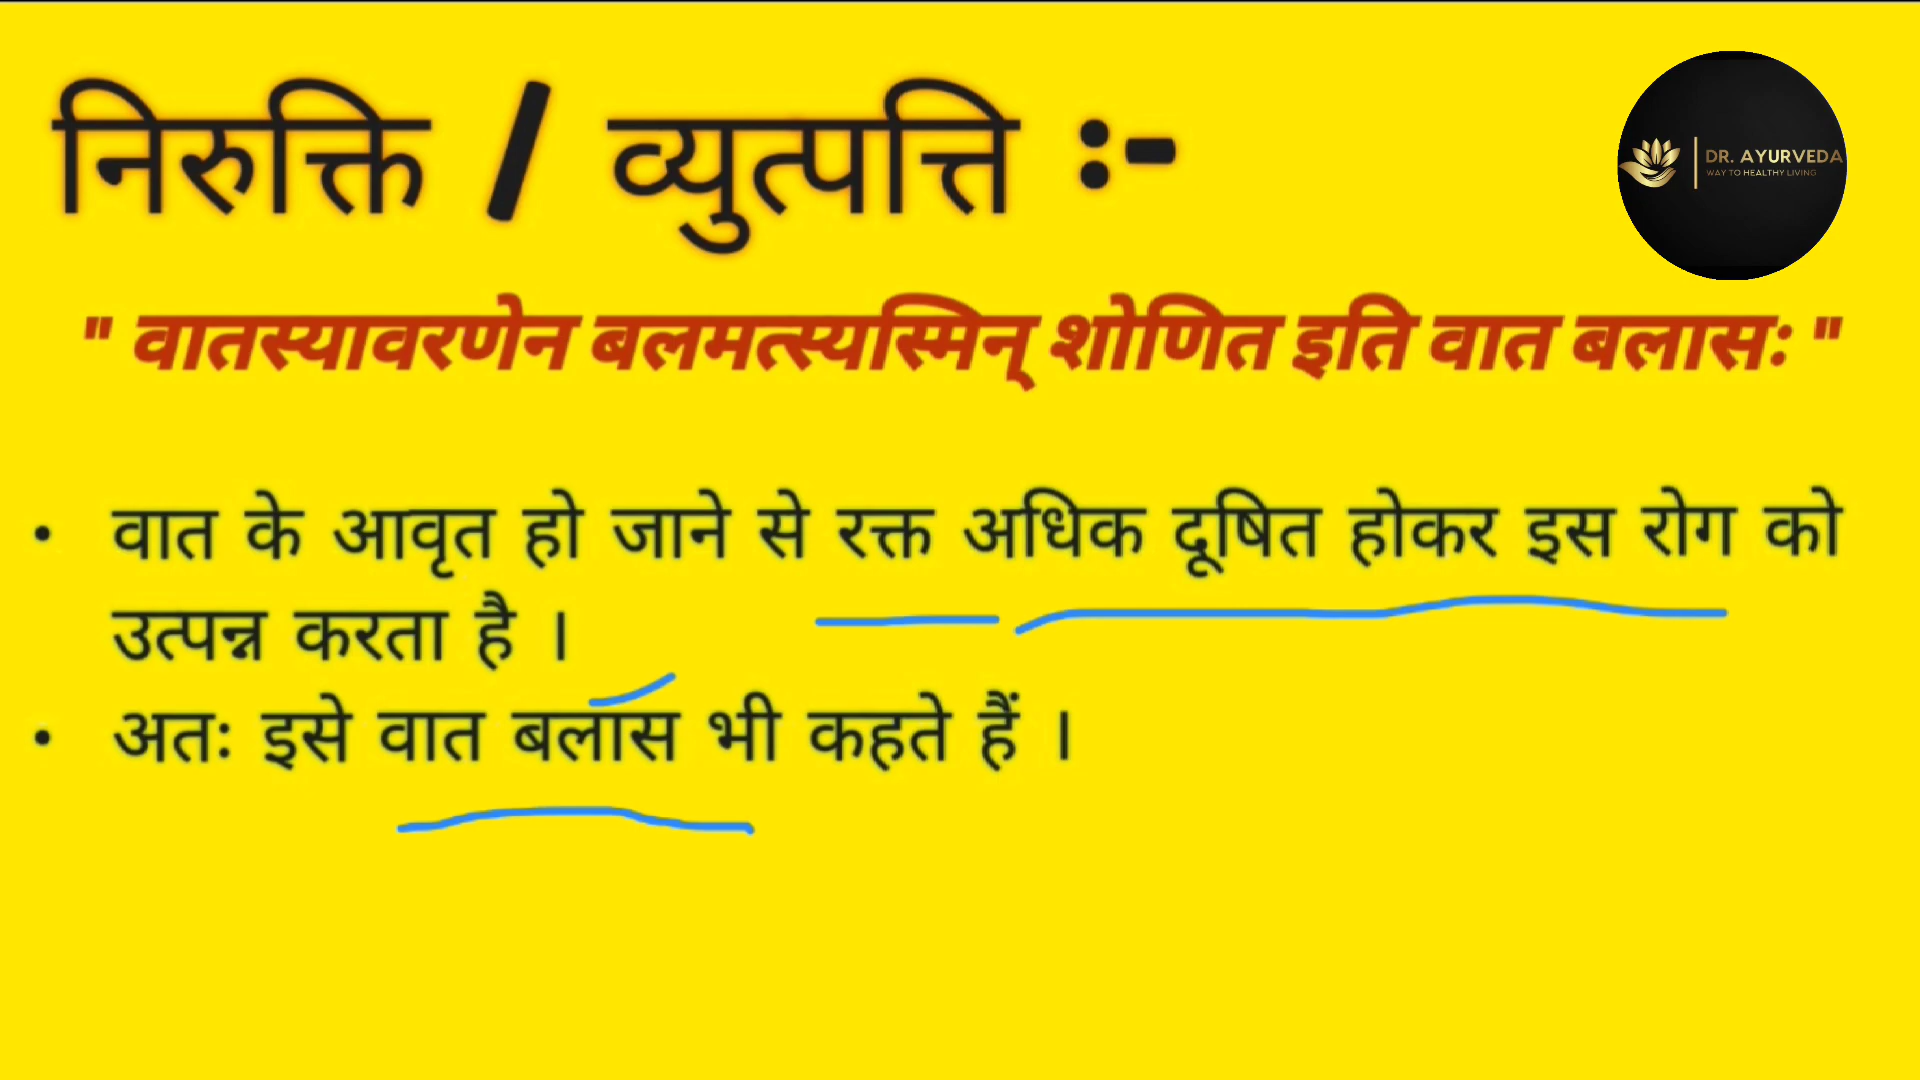 निरुक्ति / व्युत्पत्ति :-
DR. AYURVEDA
WAY TO HEALTHY LIVING
" वातस्यावरणेन बलमत्स्यस्मिन् शोणित इति वात बलासः "
• वात के आवृत हो जाने से रक्त अधिक दूषित होकर इस रोग को
उत्पन्न करता है ।
• अतः इसे वात बलास भी कहते हैं ।